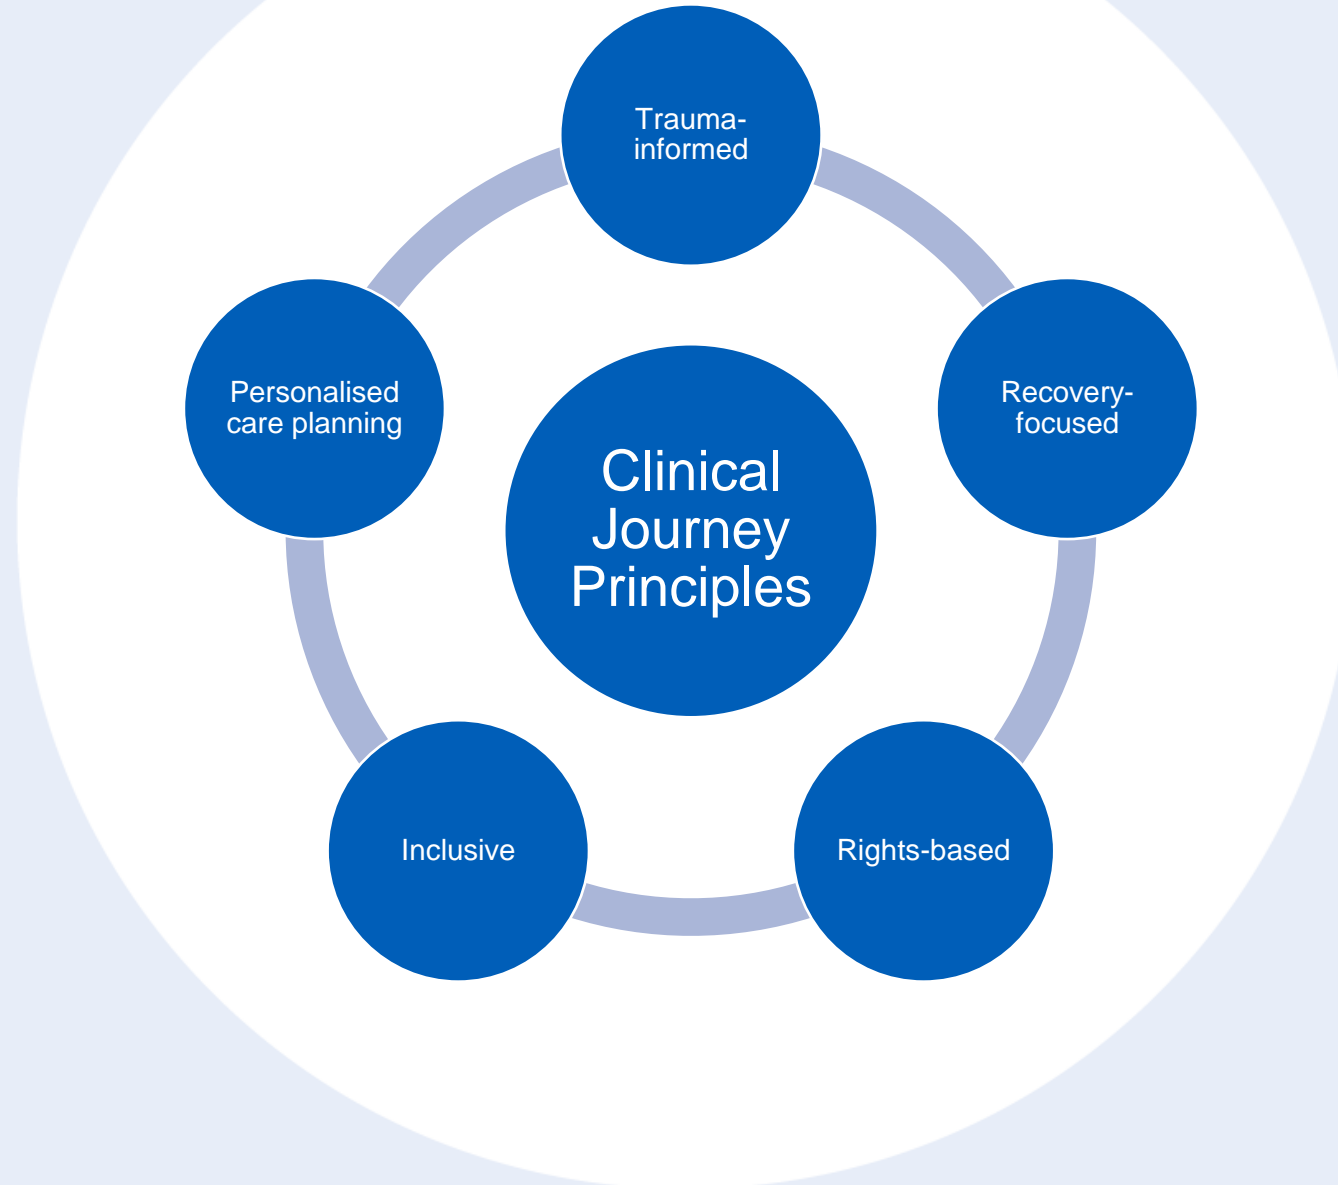 Trauma-
informed
Personalised
care planning
Recovery-
focused
Clinical
Journey
Principles
Inclusive
Rights-based